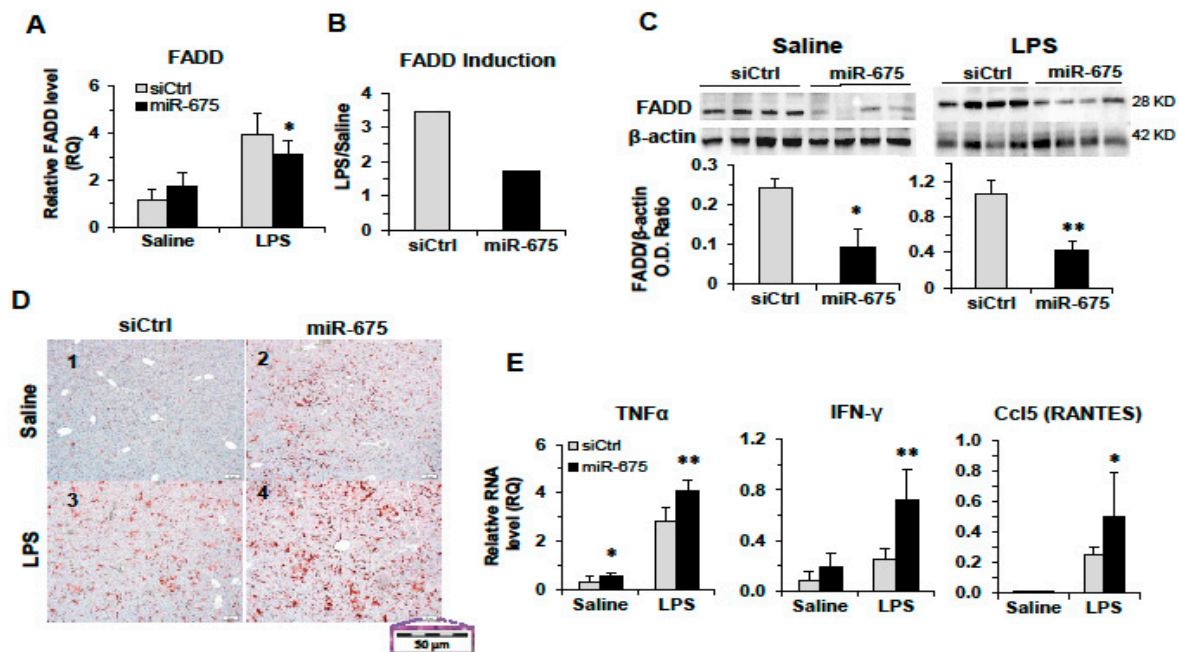 A
FADD
Relative FADD level
(RQ)
6
4
2
0
siCtrl
miR-675
*
Saline
LPS
B
FADD Induction
LPS/Saline
4
3
2
1
0
siCtrl
miR-675
C
Saline
LPS
siCtrl
miR-675
siCtrl
miR-675
FADD
28 KD
β-actin
42 KD
FADD/β-actin
O.D. Ratio
0.3
0.2
0.1
0
*
siCtrl
miR-675
1.2
0.8
0.4
0
**
siCtrl
miR-675
D
siCtrl
miR-675
Saline
LPS
1
2
3
4
50 µm
E
TNFα
Relative RNA
level (RQ)
6
4
2
0
siCtrl
miR-675
*
**
Saline
LPS
IFN-γ
1.2
0.8
0.4
0.0
**
Saline
LPS
Ccl5 (RANTES)
1.0
0.8
0.6
0.4
0.2
0.0
*
Saline
LPS